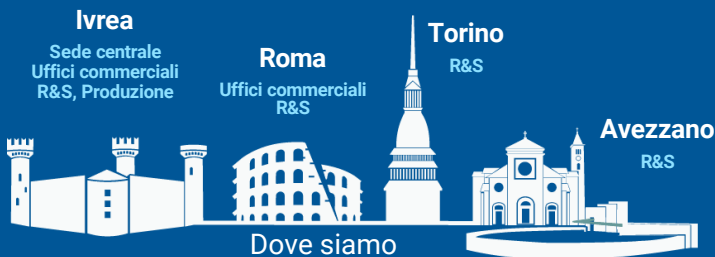 Ivrea
Sede centrale
Uffici commerciali
R&S, Produzione
Roma
Uffici commerciali
R&S
Torino
R&S
Avezzano
R&S
Dove siamo